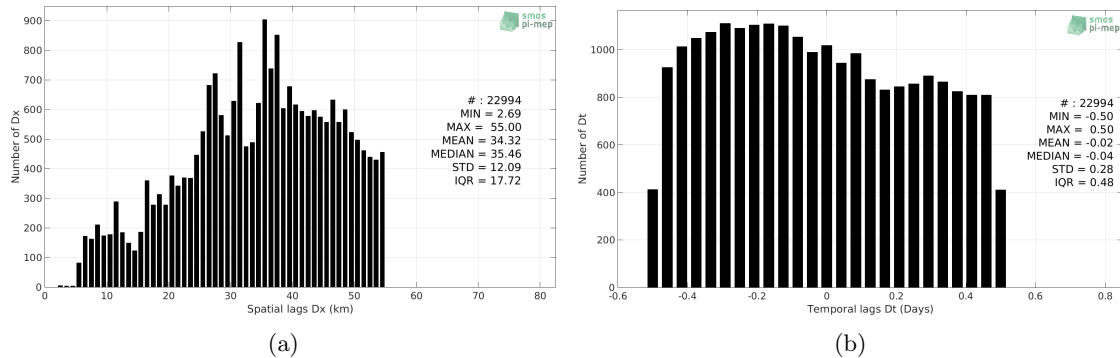 900
800
700
600
500
400
300
200
100
0
Number of Dx
0 10 20 30 40 50 60 70 80
Spatial lags Dx (km)
smos
pi-mep
# : 22994
MIN = 2.69
MAX = 55.00
MEAN = 34.32
MEDIAN = 35.46
STD = 12.09
IQR = 17.72
(a)
1000
800
600
400
200
0
Number of Dt
-0.6 -0.4 -0.2 0 0.2 0.4 0.6 0.8
Temporal lags Dt (Days)
smos
pi-mep
# : 22994
MIN = -0.50
MAX = 0.50
MEAN = -0.02
MEDIAN = -0.04
STD = 0.28
IQR = 0.48
(b)